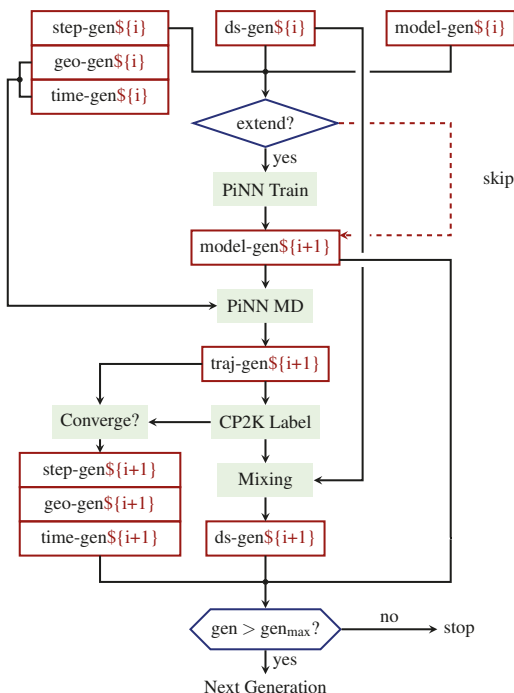 step-gen${i}
ds-gen${i}
model-gen${i}
geo-gen${i}
time-gen${i}
extend?
yes
skip
PiNN Train
model-gen${i+1}
PiNN MD
traj-gen${i+1}
Converge?
CP2K Label
step-gen${i+1}
Mixing
geo-gen${i+1}
time-gen${i+1}
ds-gen${i+1}
gen > genmax?
no
stop
yes
Next Generation